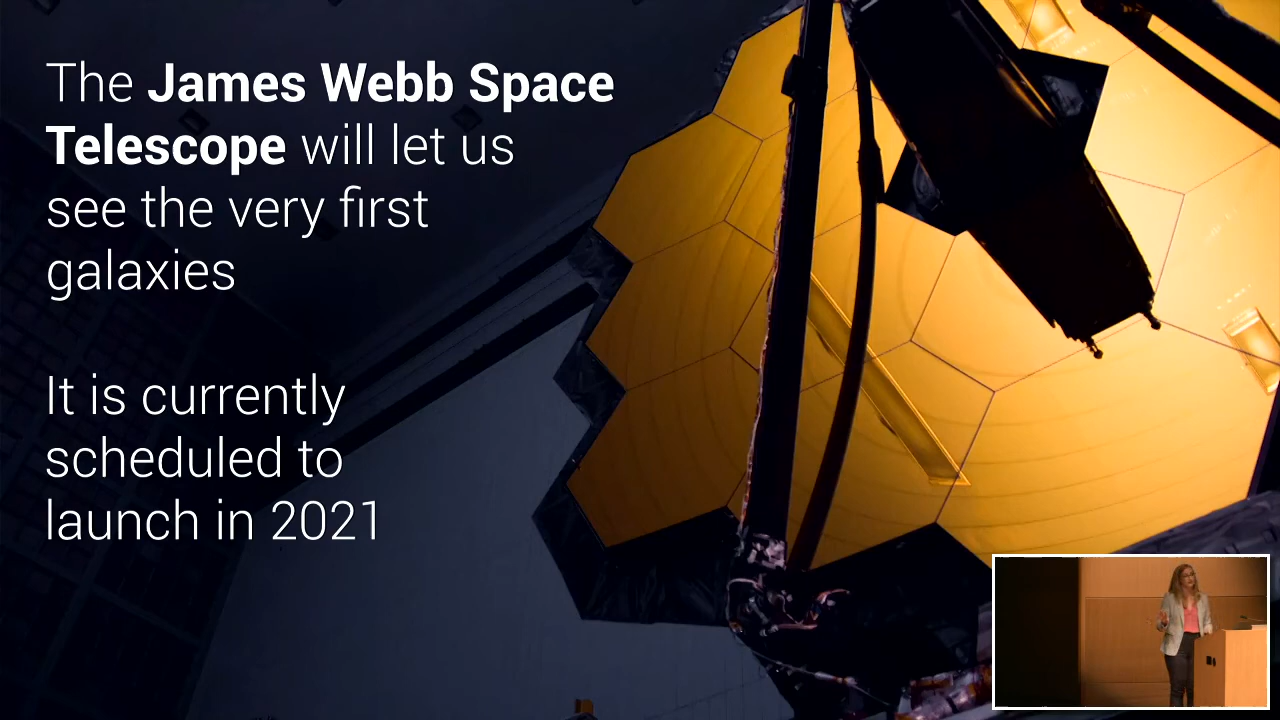 The James Webb Space
Telescope will let us
see the very first
galaxies
It is currently
scheduled to
launch in 2021